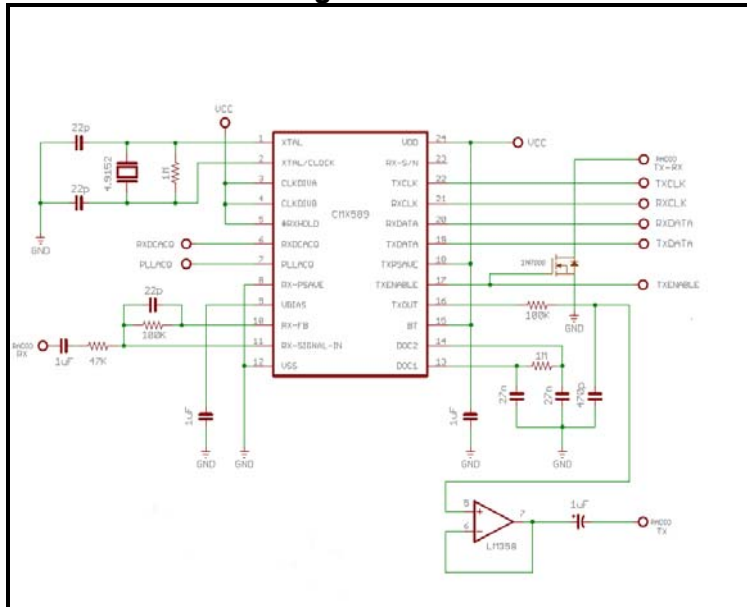 22p
4.9152
1M
22p
GND
VCC
1 XTAL
2 XTAL/CLOCK
3 CLKDIVA
4 CLKDIVB
5 #RXHOLD
RXDCACQ 6 RXDCACQ
PLLACQ 7 PLLACQ
8 RX-PSAVE
9 VBIAS
10 RX-FB
11 RX-SIGNAL-IN
12 VSS
CMX589
VDD 24 VCC
RX-S/N 23
TXCLK 22 TXCLK
RXCLK 21 RXCLK
RXDATA 20 RXDATA
TXDATA 19 TXDATA
TXPSAVE 18
TXENABLE 17 TXENABLE
TXOUT 16
BT 15
DOC2 14
DOC1 13
RADIO
TX-RX
2N7000
GND
100K
1M
27n
27n
470p
GND
22p
100K
RADIO
RX
1uF
47K
1uF
GND
GND
1uF
GND
5
6
7
LM358
1uF
RADIO
TX